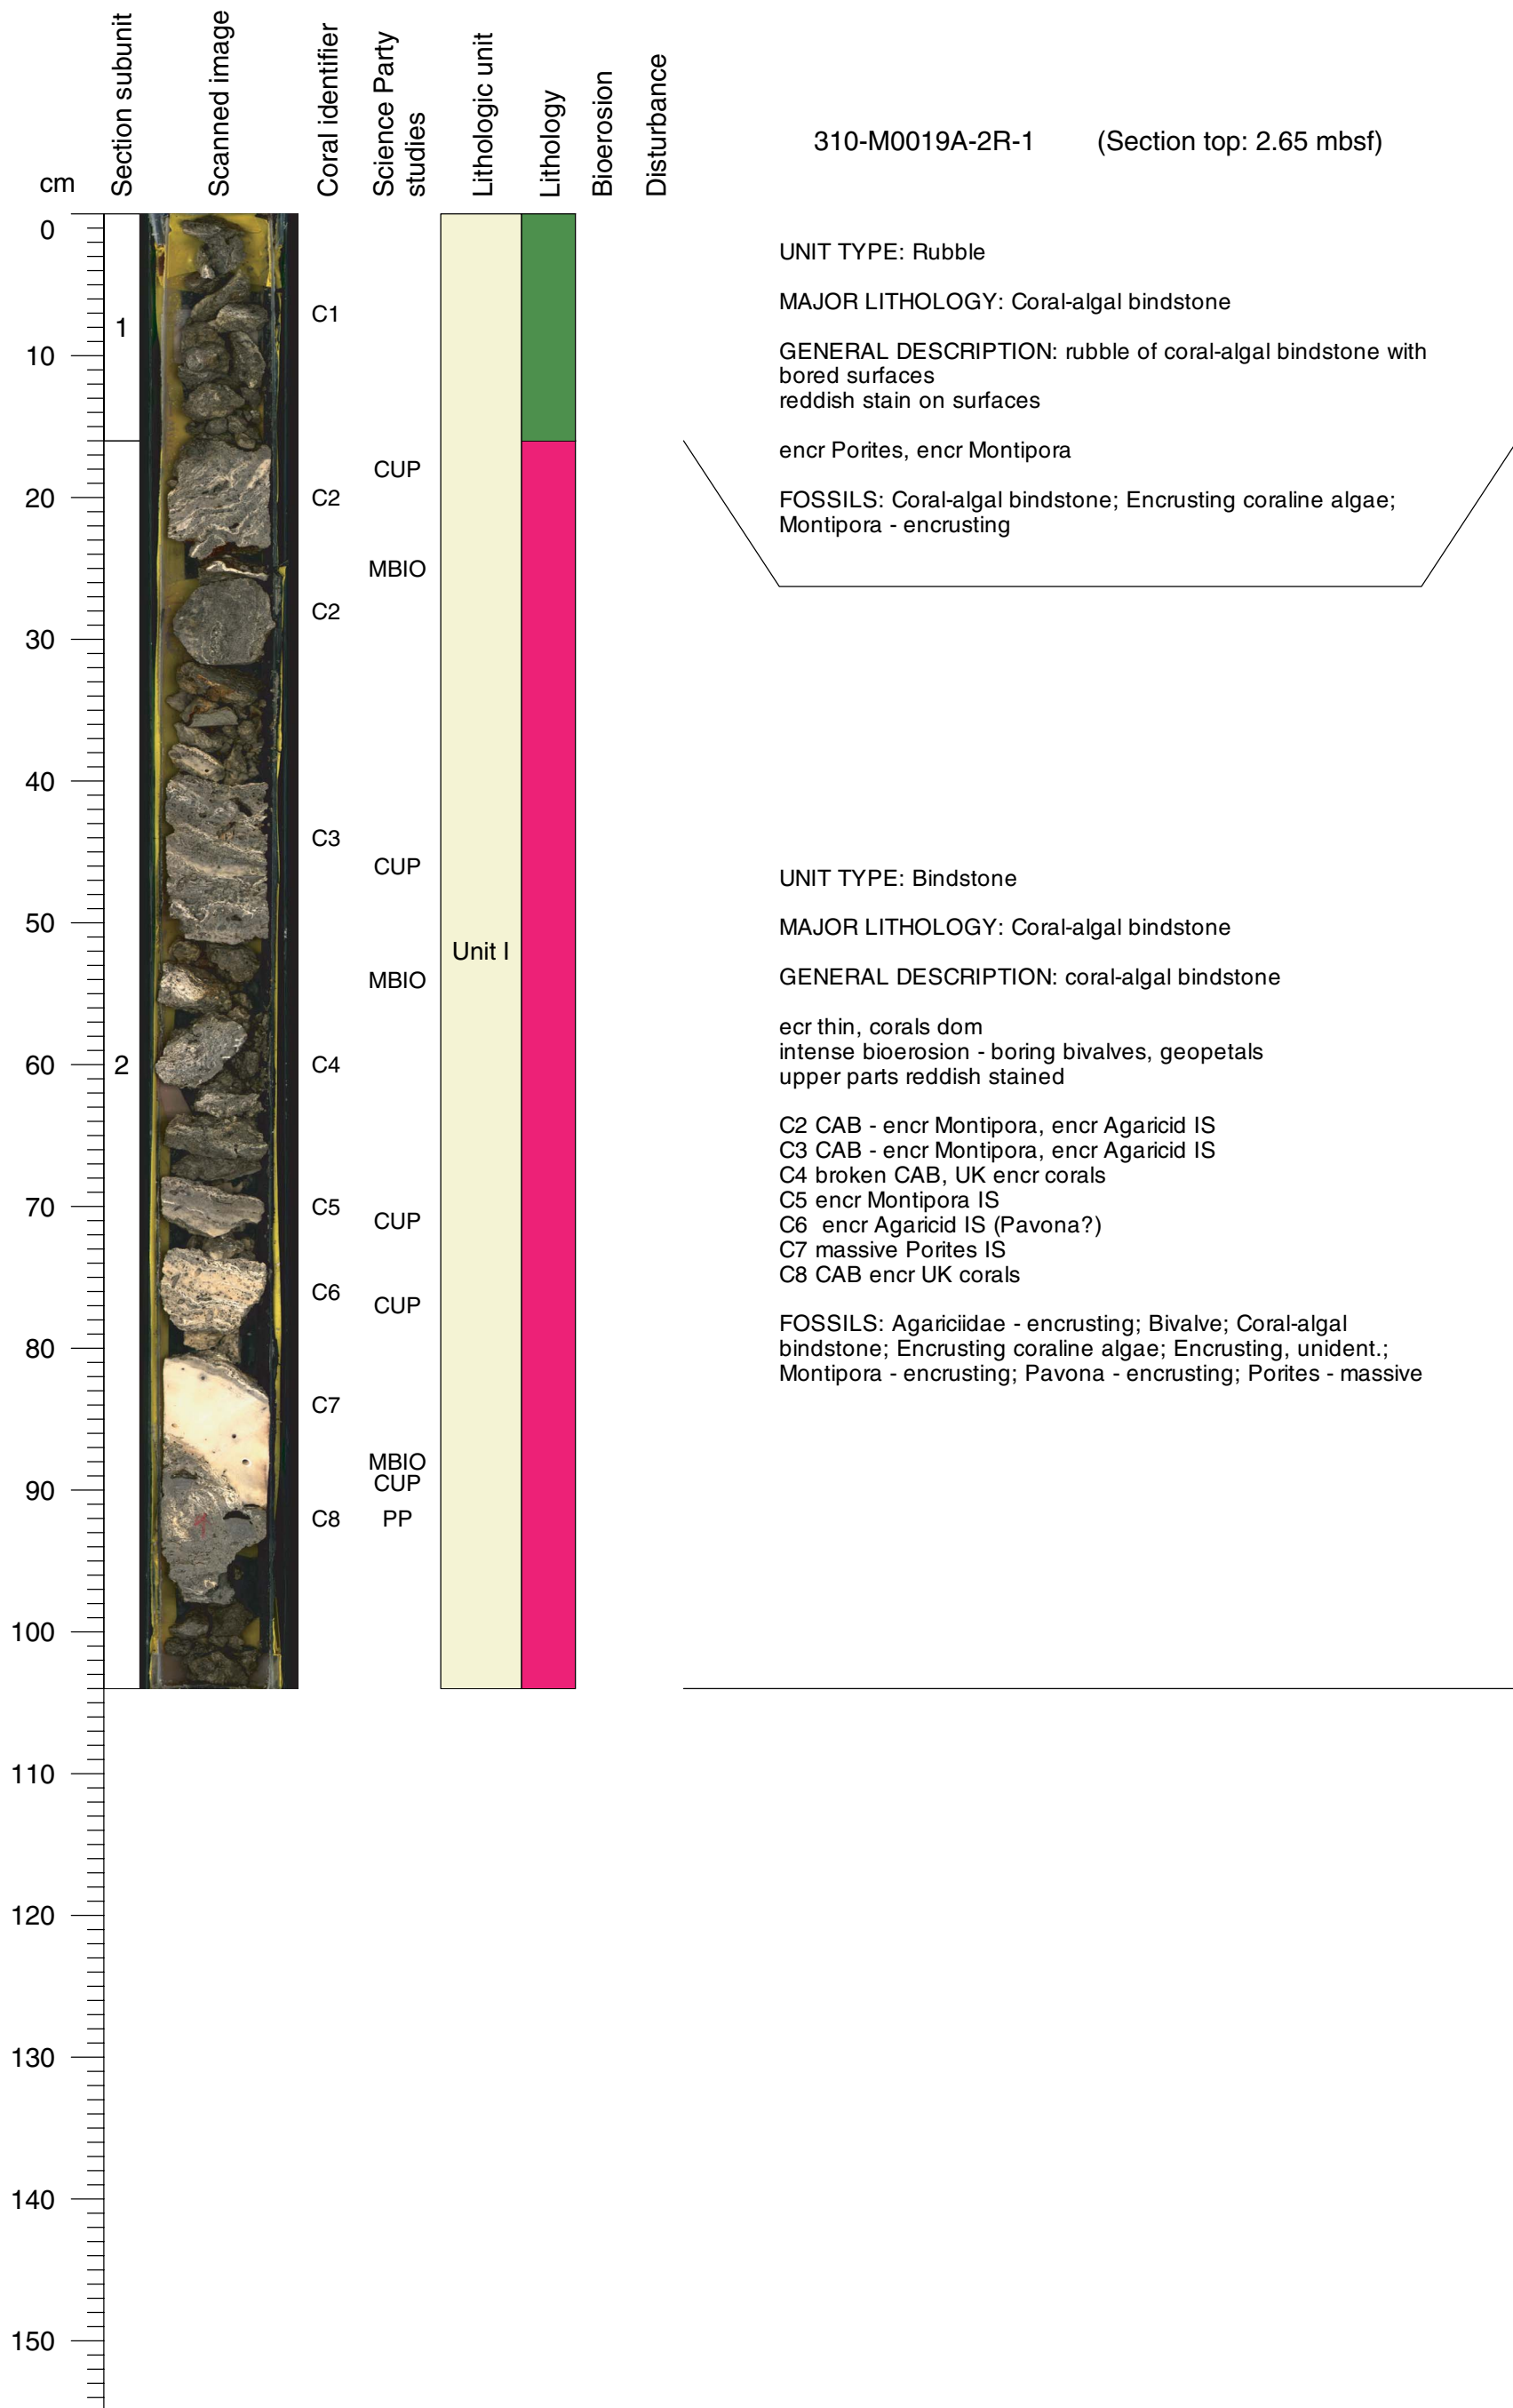 Section subunit
Scanned image
Coral identifier
Science Party
studies
Lithologic unit
Lithology
Bioerosion
Disturbance
310-M0019A-2R-1 (Section top: 2.65 mbsf)
cm
0
10
20
30
40
50
60
70
80
90
100
110
120
130
140
150
1
2
C1
C2
C2
C3
C4
C5
C6
C7
C8
CUP
MBIO
CUP
MBIO
CUP
CUP
MBIO
CUP
PP
Unit I
UNIT TYPE: Rubble
MAJOR LITHOLOGY: Coral-algal bindstone
GENERAL DESCRIPTION: rubble of coral-algal bindstone with
bored surfaces
reddish stain on surfaces
encr Porites, encr Montipora
FOSSILS: Coral-algal bindstone; Encrusting coraline algae;
Montipora - encrusting
UNIT TYPE: Bindstone
MAJOR LITHOLOGY: Coral-algal bindstone
GENERAL DESCRIPTION: coral-algal bindstone
ecr thin, corals dom
intense bioerosion - boring bivalves, geopetals
upper parts reddish stained
C2 CAB - encr Montipora, encr Agaricid IS
C3 CAB - encr Montipora, encr Agaricid IS
C4 broken CAB, UK encr corals
C5 encr Montipora IS
C6 encr Agaricid IS (Pavona?)
C7 massive Porites IS
C8 CAB encr UK corals
FOSSILS: Agariciidae - encrusting; Bivalve; Coral-algal
bindstone; Encrusting coraline algae; Encrusting, unident.;
Montipora - encrusting; Pavona - encrusting; Porites - massive